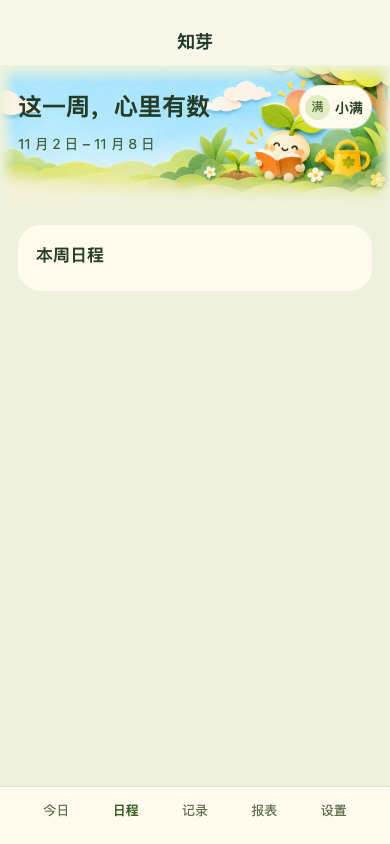 知芽
这一周，心里有数
满 小满
11 月 2 日 – 11 月 8 日
本周日程
今日 日程 记录 报表 设置